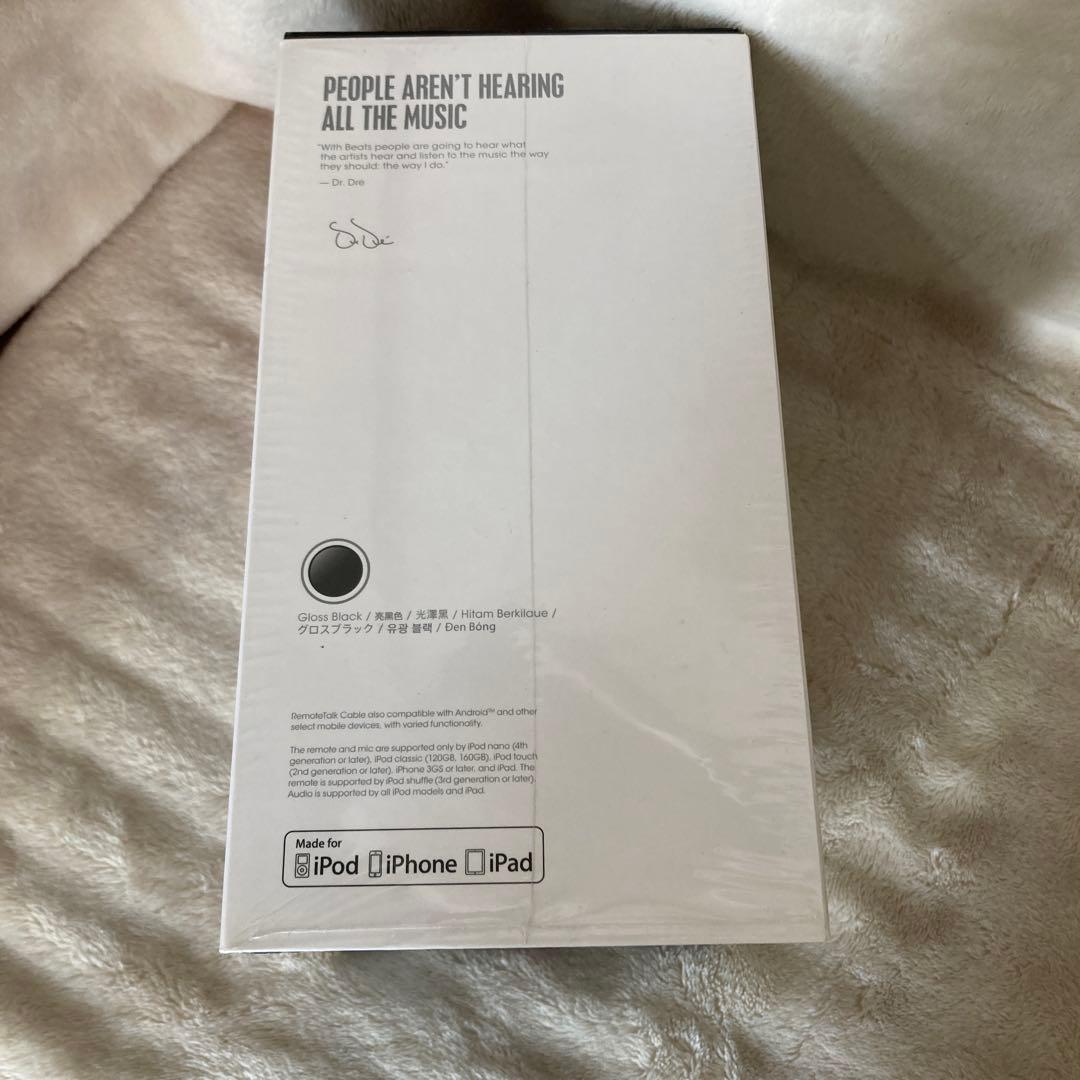 PEOPLE AREN'T HEARING
ALL THE MUSIC
"With Beats people are going to hear what
the artists hear and listen to the music the way
they should: the way I do."
— Dr. Dre
Gloss Black / 亮黑色 / 光澤黑 / Hitam Berkilaue /
グロスブラック / 유광 블랙 / Đen Bóng
RemoteTalk Cable also compatible with Android™ and other
select mobile devices, with varied functionality.
The remote and mic are supported only by iPod nano (4th
generation or later), iPod classic (120GB, 160GB), iPod touch
(2nd generation or later), iPhone 3GS or later, and iPad. The
remote is supported by iPod shuffle (3rd generation or later).
Audio is supported by all iPod models and iPad.
Made for
iPod iPhone iPad